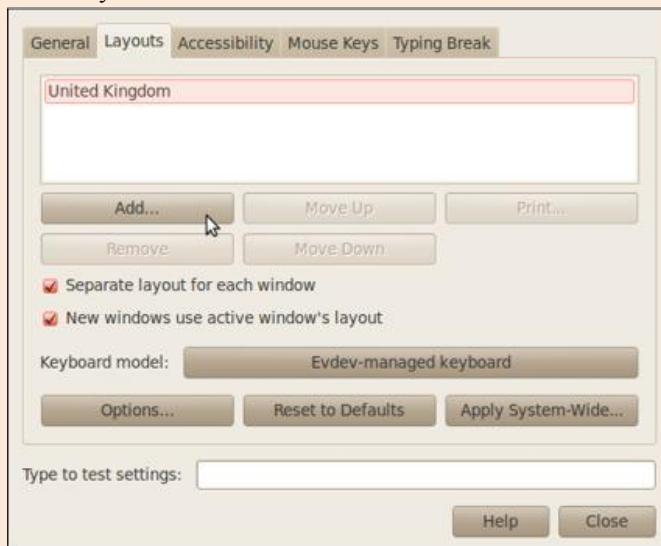 General Layouts Accessibility Mouse Keys Typing Break
United Kingdom
Add... Move Up Print...
Remove Move Down
Separate layout for each window
New windows use active window's layout
Keyboard model: Evdev-managed keyboard
Options... Reset to Defaults Apply System-Wide...
Type to test settings:
Help Close